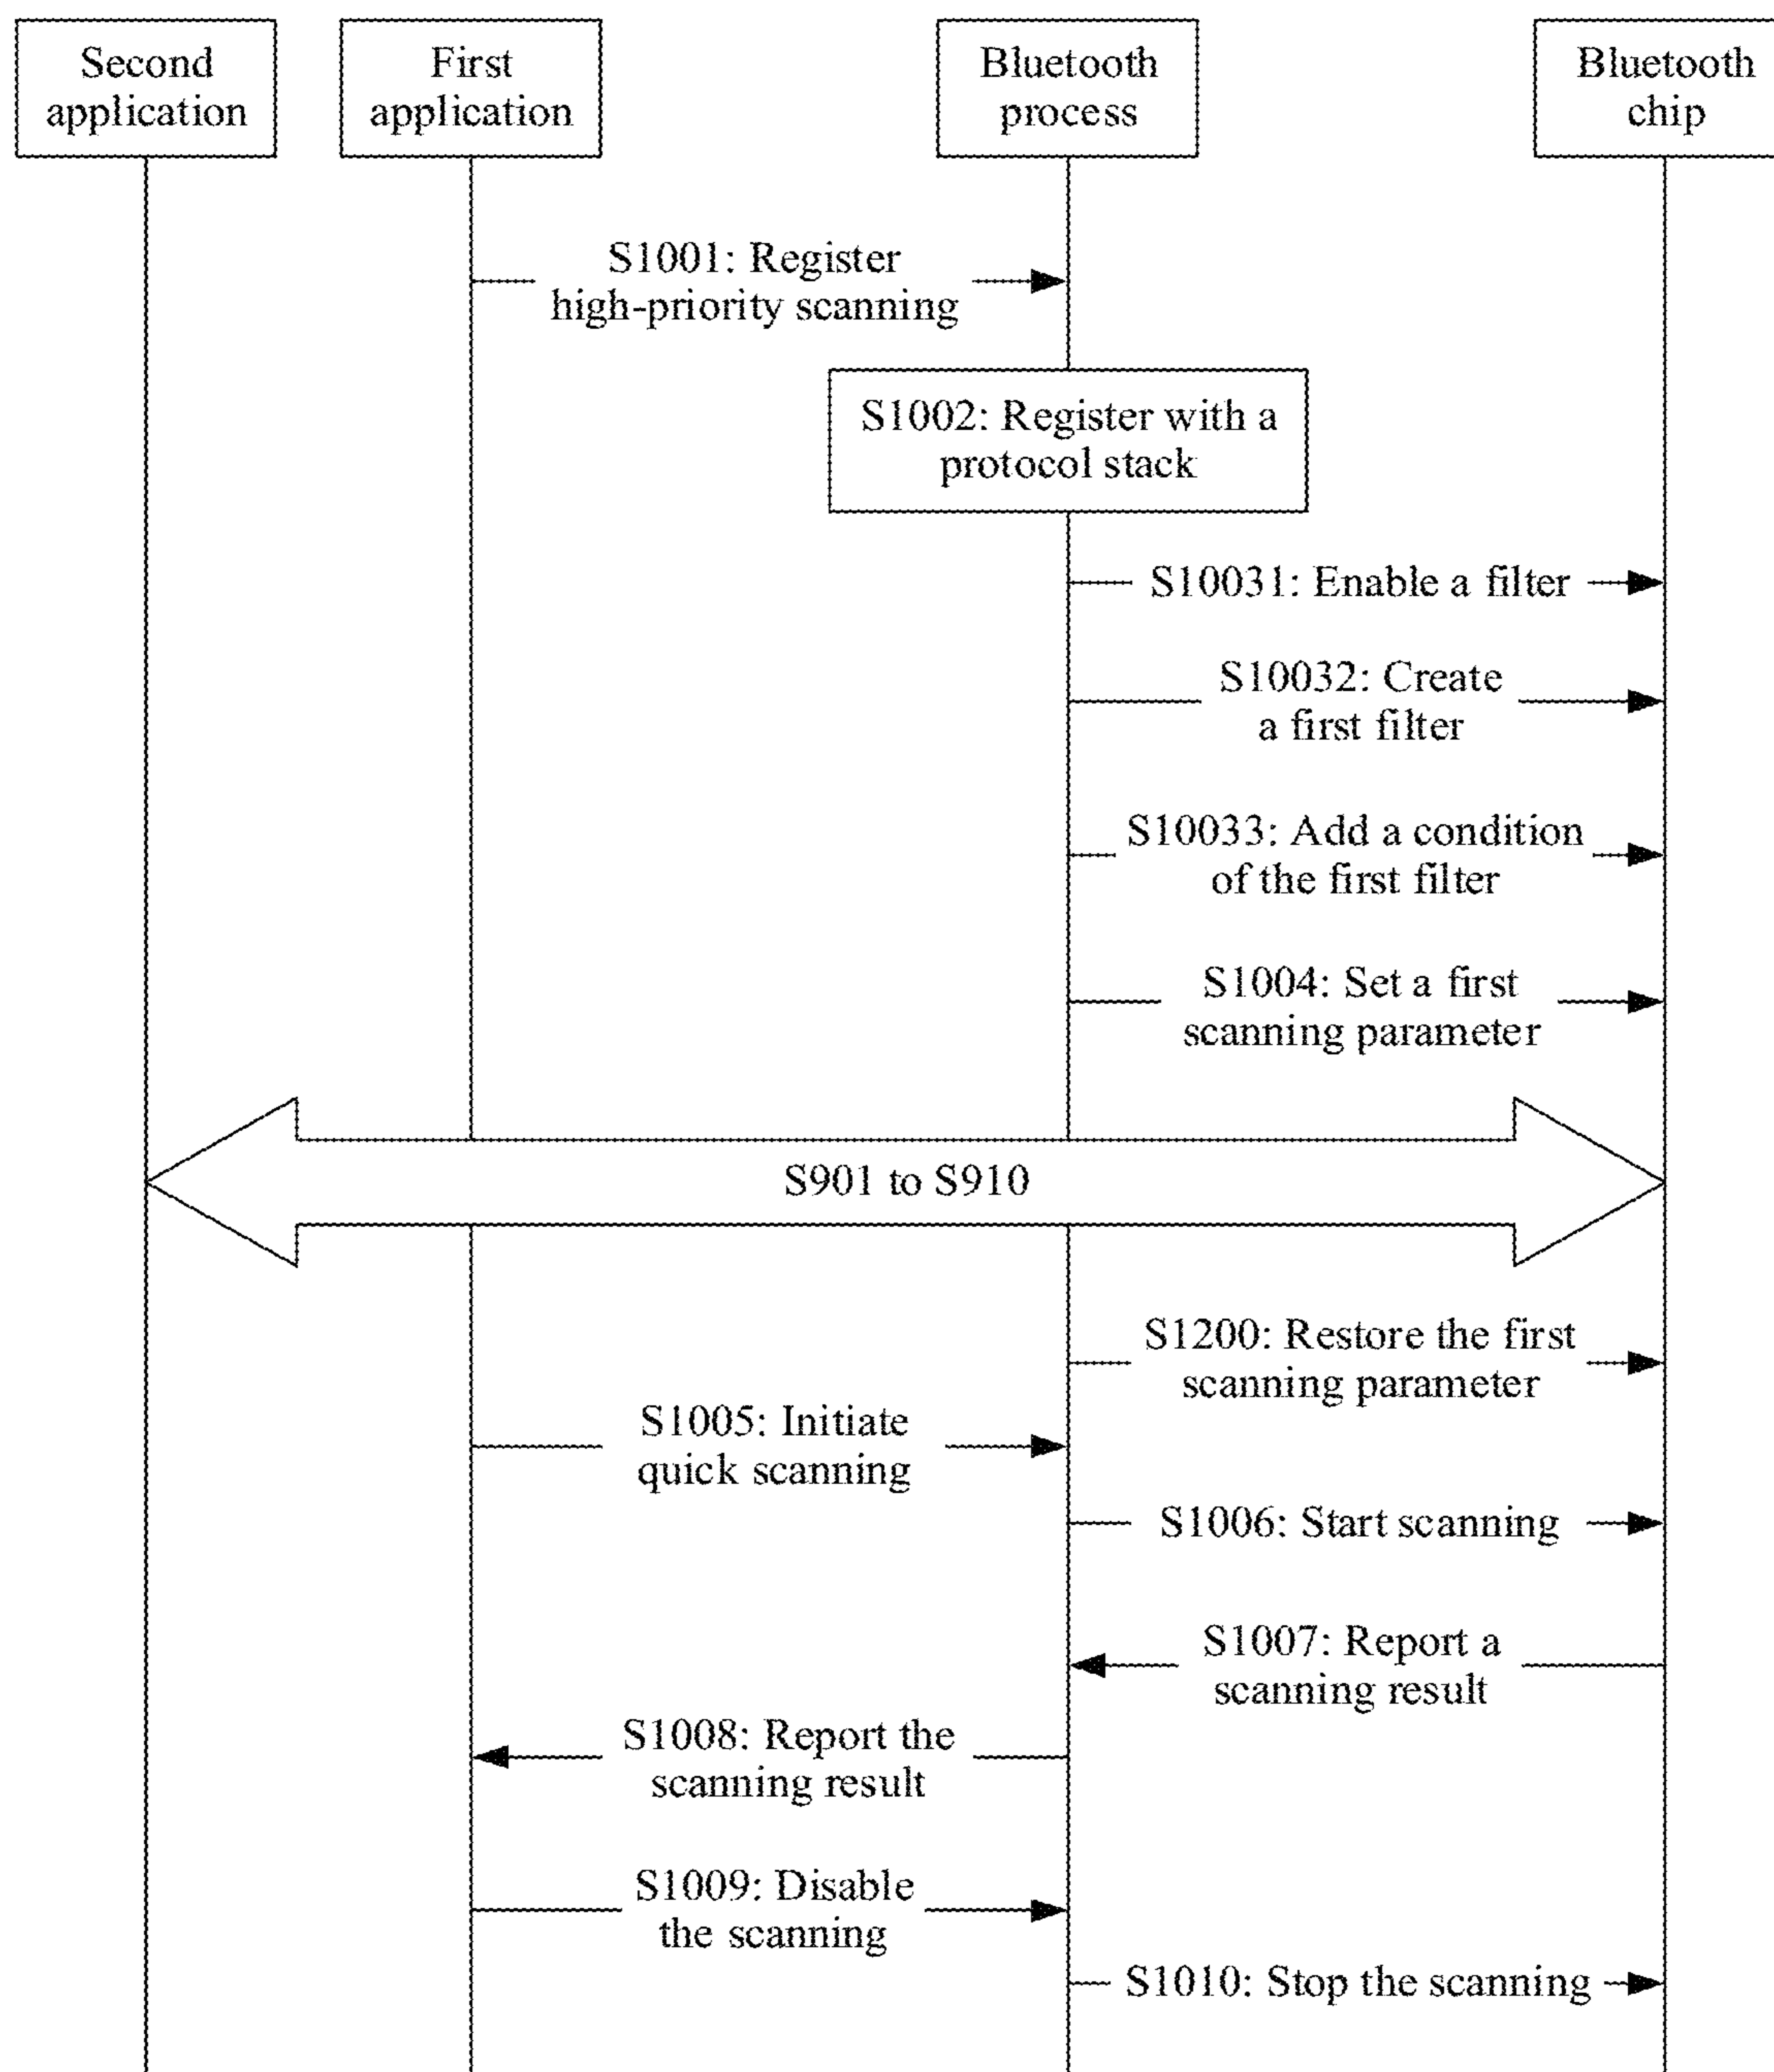 Second
application
First
application
Bluetooth
process
Bluetooth
chip
S1001: Register
high-priority scanning
S1002: Register with a
protocol stack
S10031: Enable a filter
S10032: Create
a first filter
S10033: Add a condition
of the first filter
S1004: Set a first
scanning parameter
S901 to S910
S1200: Restore the first
scanning parameter
S1005: Initiate
quick scanning
S1006: Start scanning
S1007: Report a
scanning result
S1008: Report the
scanning result
S1009: Disable
the scanning
S1010: Stop the scanning